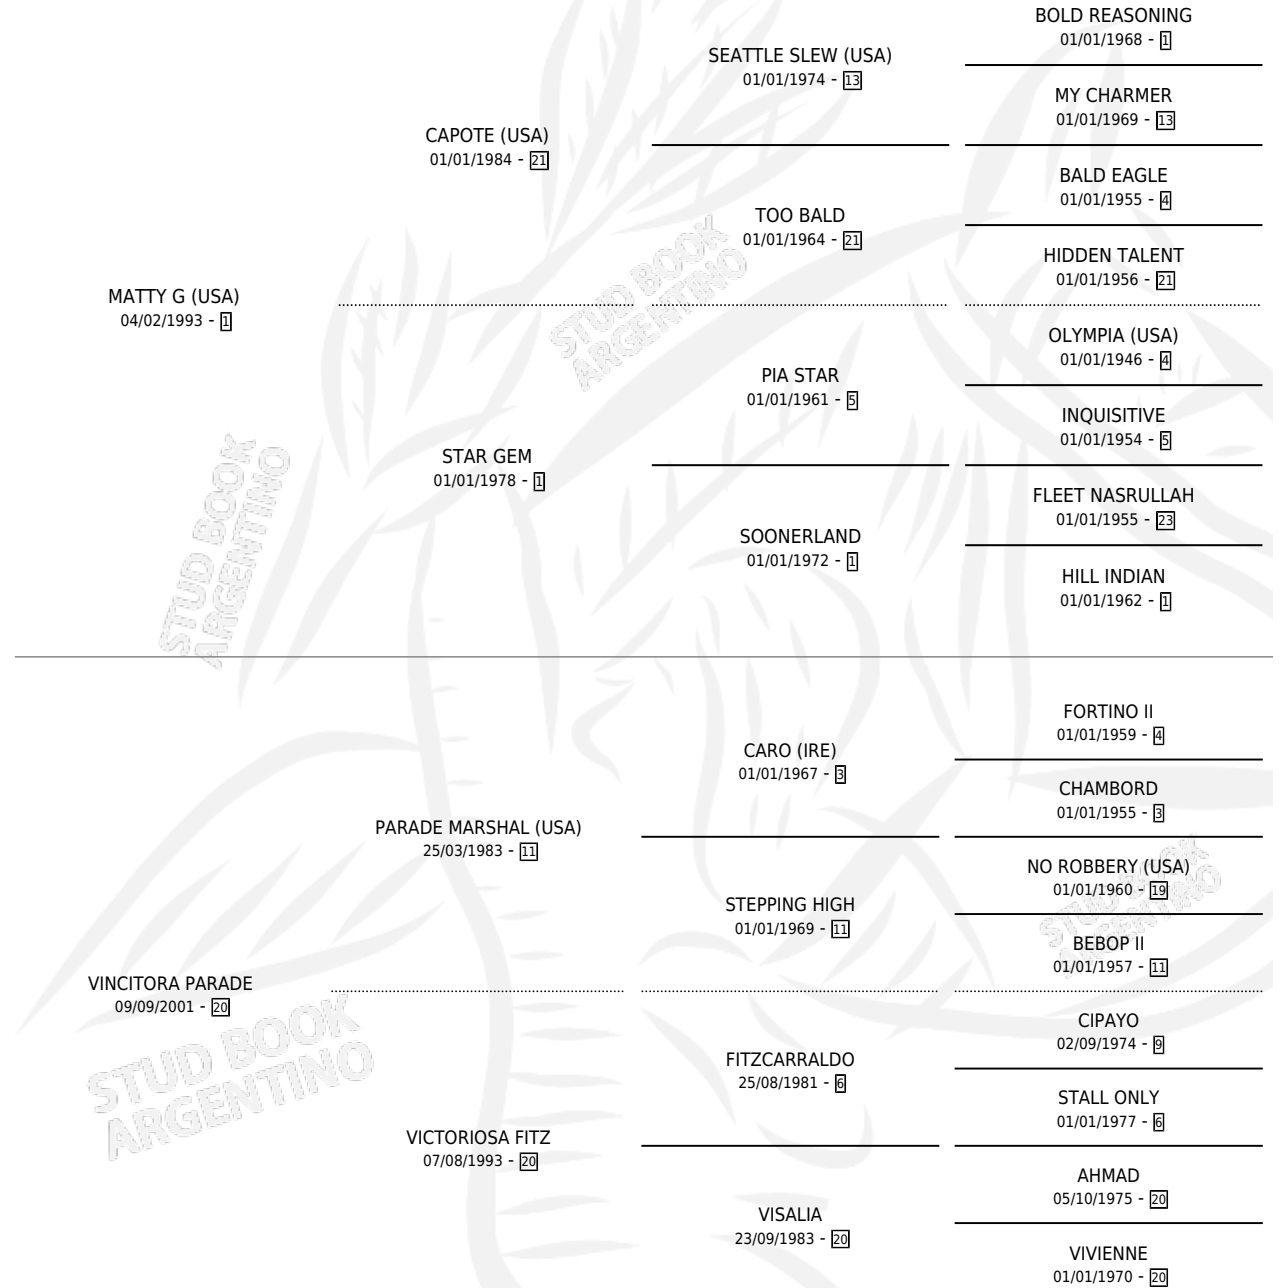 BOLD REASONING
01/01/1968 - 1
SEATTLE SLEW (USA)
01/01/1974 - 13
MY CHARMER
01/01/1969 - 13
CAPOTE (USA)
01/01/1984 - 21
BALD EAGLE
01/01/1955 - 4
TOO BALD
01/01/1964 - 21
HIDDEN TALENT
01/01/1956 - 21
MATTY G (USA)
04/02/1993 - 1
OLYMPIA (USA)
01/01/1946 - 4
PIA STAR
01/01/1961 - 5
INQUISITIVE
01/01/1954 - 5
STAR GEM
01/01/1978 - 1
FLEET NASRULLAH
01/01/1955 - 23
SOONERLAND
01/01/1972 - 1
HILL INDIAN
01/01/1962 - 1
FORTINO II
01/01/1959 - 4
CARO (IRE)
01/01/1967 - 3
CHAMBORD
01/01/1955 - 3
PARADE MARSHAL (USA)
25/03/1983 - 11
NO ROBBERY (USA)
01/01/1960 - 19
STEPPING HIGH
01/01/1969 - 11
BEBOP II
01/01/1957 - 11
VINCITORA PARADE
09/09/2001 - 20
CIPAYO
02/09/1974 - 9
FITZCARRALDO
25/08/1981 - 6
STALL ONLY
01/01/1977 - 6
VICTORIOSA FITZ
07/08/1993 - 20
AHMAD
05/10/1975 - 20
VISALIA
23/09/1983 - 20
VIVIENNE
01/01/1970 - 20
STUD BOOK
ARGENTINO
STUD BOOK
ARGENTINO
STUD BOOK
ARGENTINO
STUD BOOK
ARGENTINO